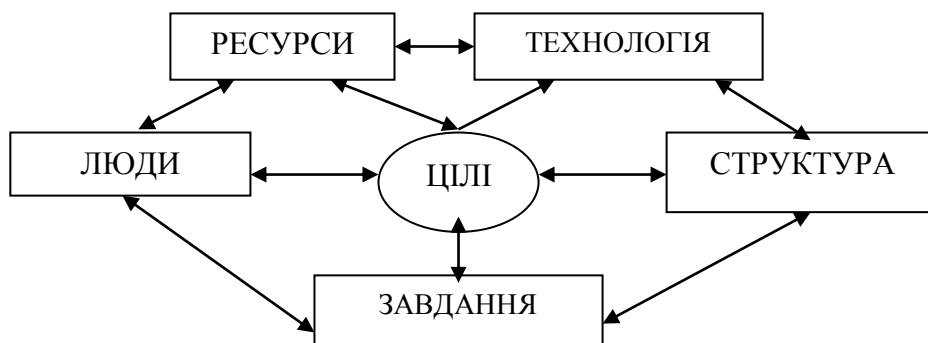 РЕСУРСИ
ТЕХНОЛОГІЯ
ЛЮДИ
ЦІЛІ
СТРУКТУРА
ЗАВДАННЯ